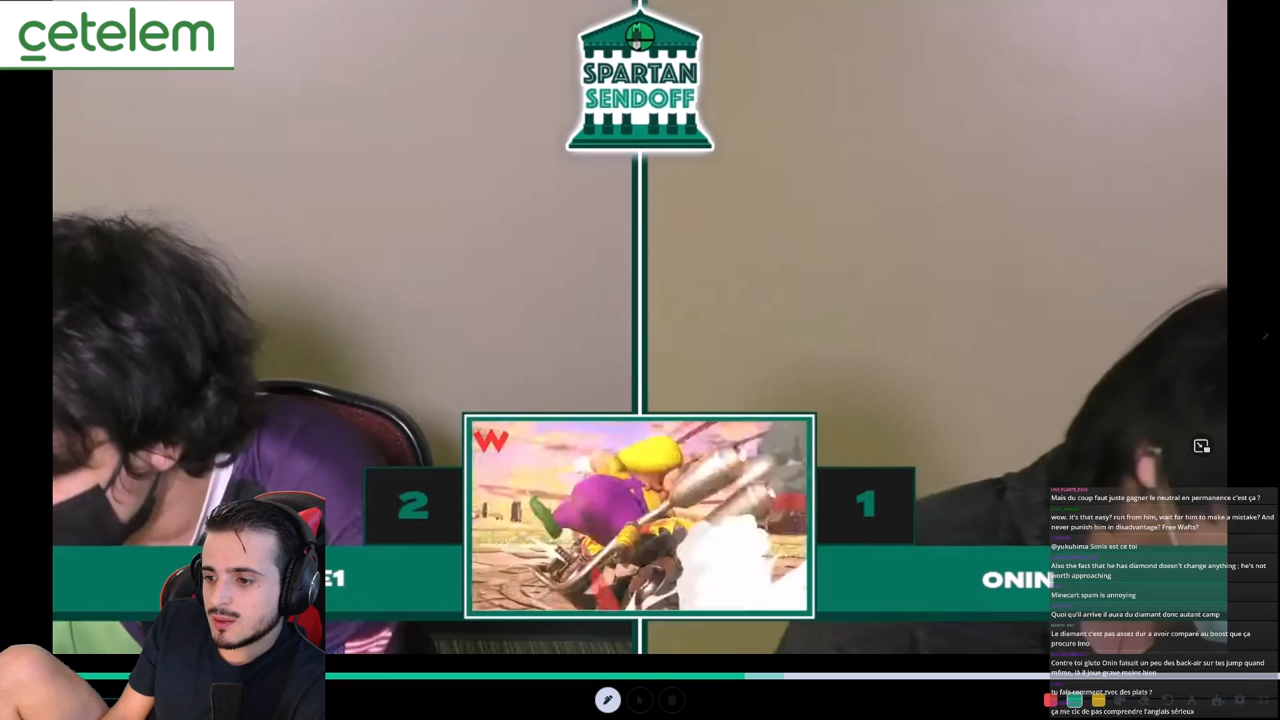 cetelem
SPARTAN
SENDOFF
W
2
1
E1
ONIN
Mais du coup faut juste gagner le neutral en permanence c'est ça ?
wow. it's that easy? run from him, wait for him to make a mistake? And
never punish him in disadvantage? Free Wafts?
@yukuhima Sonix est ce toi
Also the fact that he has diamond doesn't change anything ; he's not
worth approaching
Minecart spam is annoying
Quoi qu'il arrive il aura du diamant donc autant camp
Le diamant c'est pas assez dur à avoir comparé au boost que ça
procure imo
Contre toi gluto Onin faisait un peu des back-air sur tes jump quand
même, là il joue grave moins bien
tu fais comment zvec des plats ?
ça me clc de pas comprendre l'anglais sérieux